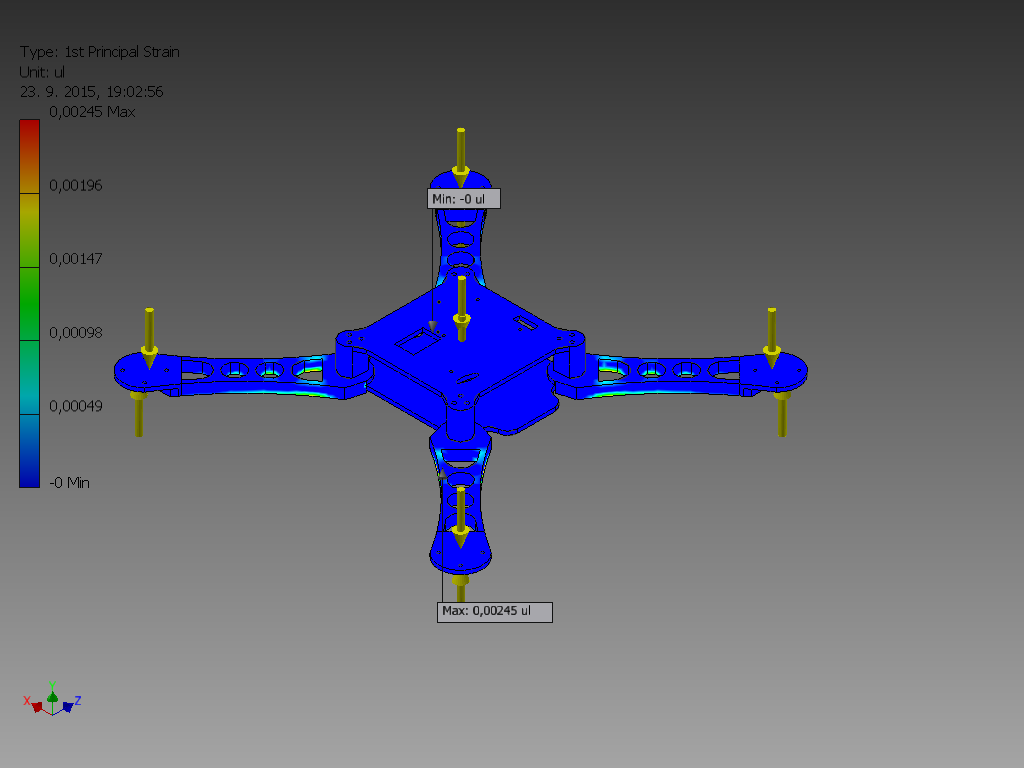 Type: 1st Principal Strain
Unit: ul
23. 9. 2015, 19:02:56
0,00245 Max
0,00196
0,00147
0,00098
0,00049
-0 Min
Min: -0 ul
Max: 0,00245 ul
Y
X
Z